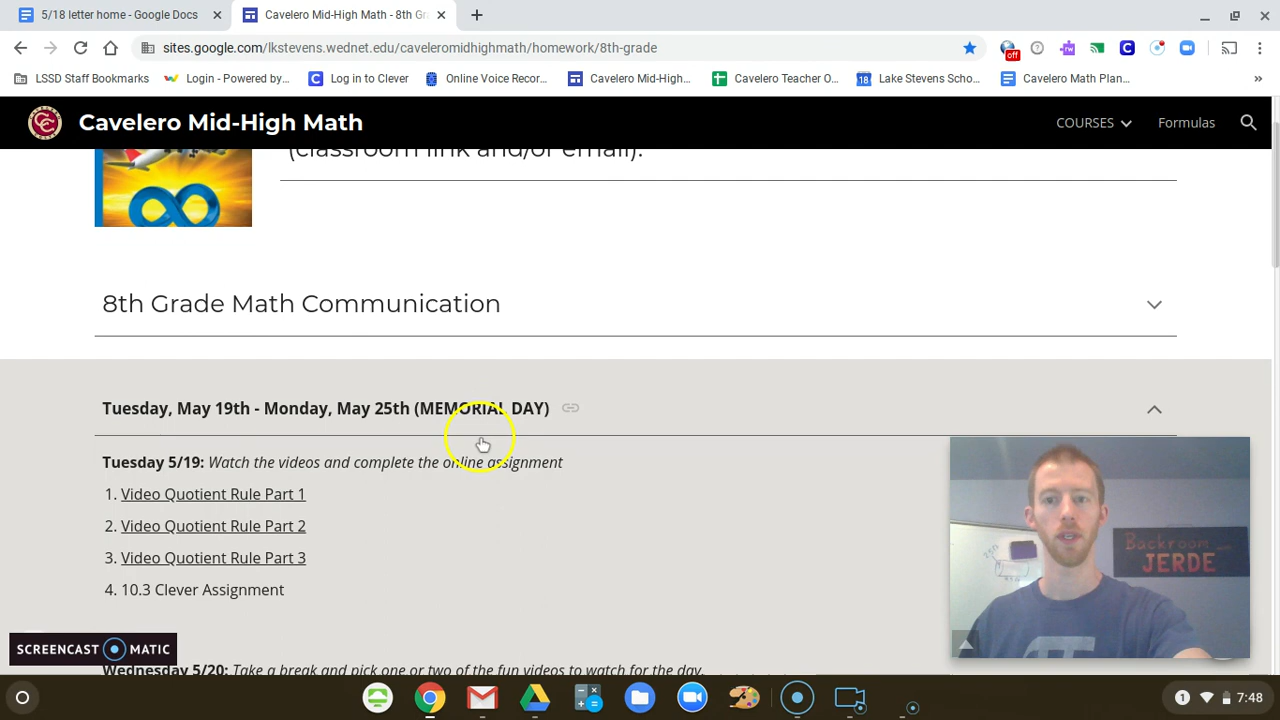 5/18 letter home - Google Docs
Cavelero Mid-High Math - 8th Gr
sites.google.com/lkstevens.wednet.edu/caveleromidhighmath/homework/8th-grade
off
LSSD Staff Bookmarks
Login - Powered by...
Log in to Clever
Online Voice Recor...
Cavelero Mid-High...
Cavelero Teacher O...
18
Lake Stevens Scho...
Cavelero Math Plan...
»
CC
Cavelero Mid-High Math
COURSES
Formulas
(classroom link and/or email).
8th Grade Math Communication
Tuesday, May 19th - Monday, May 25th (MEMORIAL DAY)
Tuesday 5/19: Watch the videos and complete the online assignment
1. Video Quotient Rule Part 1
2. Video Quotient Rule Part 2
3. Video Quotient Rule Part 3
4. 10.3 Clever Assignment
Backroom
JERDE
SCREENCAST MATIC
Wednesday 5/20: Take a break and pick one or two of the fun videos to watch for the day.
1
7:48